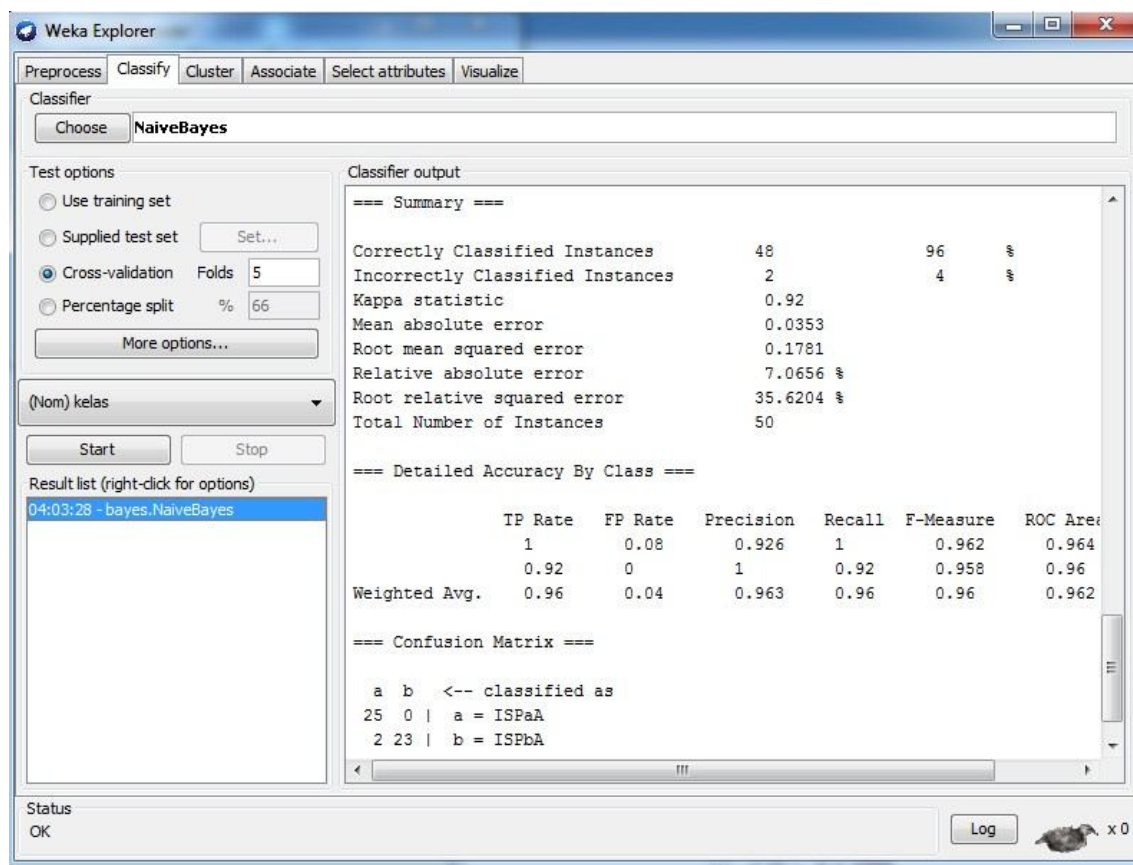 Weka Explorer
Preprocess Classify Cluster Associate Select attributes Visualize
Classifier
Choose NaiveBayes
Test options
Use training set
Supplied test set Set...
Cross-validation Folds 5
Percentage split % 66
More options...
(Nom) kelas
Start Stop
Result list (right-click for options)
04:03:28 - bayes.NaiveBayes
Classifier output
=== Summary ===
Correctly Classified Instances 48 96 %
Incorrectly Classified Instances 2 4 %
Kappa statistic 0.92
Mean absolute error 0.0353
Root mean squared error 0.1781
Relative absolute error 7.0656 %
Root relative squared error 35.6204 %
Total Number of Instances 50
=== Detailed Accuracy By Class ===
TP Rate FP Rate Precision Recall F-Measure ROC Area
1 0.08 0.926 1 0.962 0.964
0.92 0 1 0.92 0.958 0.96
Weighted Avg. 0.96 0.04 0.963 0.96 0.96 0.962
=== Confusion Matrix ===
a b <-- classified as
25 0 | a = ISPaA
2 23 | b = ISPbA
Status
OK
Log x 0